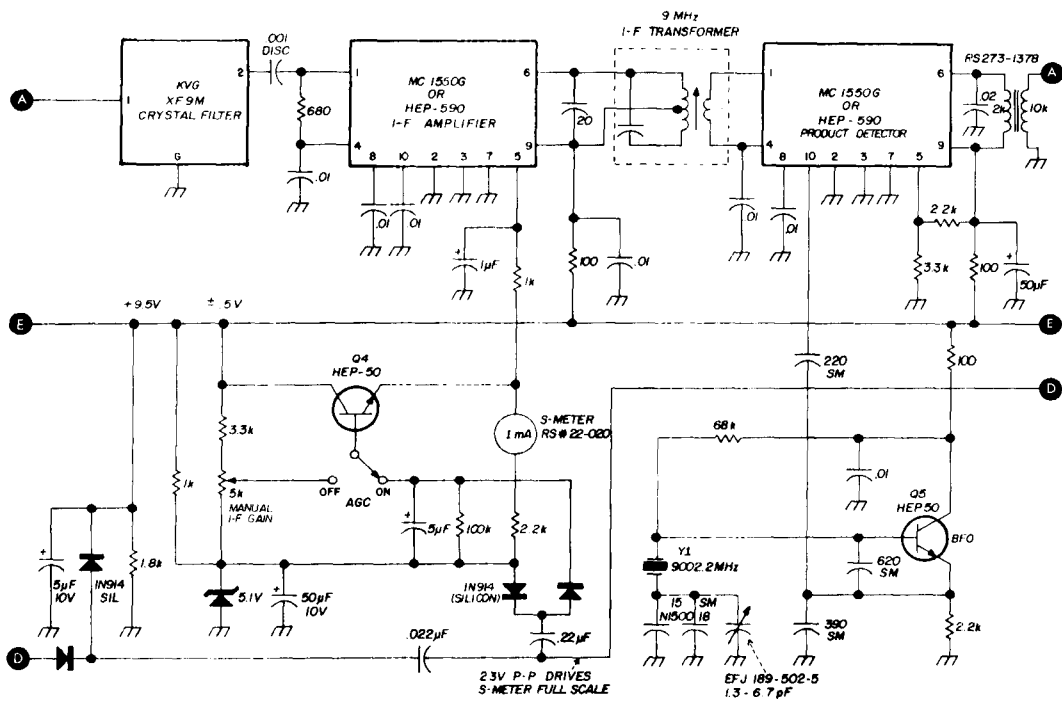 9 MHz
I-F TRANSFORMER
.001
DISC
RS273-1378
A
1
KVG
XF9M
CRYSTAL FILTER
2
G
680
.01
1
4
MC 1550G
OR
HEP-590
I-F AMPLIFIER
6
9
8 10 2 3 7 5
.01
.01
20
1µF
1k
100
.01
1
4
MC 1550G
OR
HEP-590
PRODUCT DETECTOR
6
9
8 10 2 3 7 5
.01
.01
.02
2k
10k
A
2.2k
3.3k
100
50µF
+9.5V
.5V
E
E
Q4
HEP-50
220
SM
100
D
3.3k
1k
5k
MANUAL
I-F GAIN
OFF
ON
AGC
S-METER
RS#22-020
1 mA
68k
.01
Q5
HEP50
BFO
5µF
100k
2.2k
5µF
10V
1N914
SIL
1.8k
5.1V
50µF
10V
1N914
(SILICON)
Y1
9002.2MHz
620
SM
15
N1500
SM
18
390
SM
2.2k
.022µF
.22µF
D
2.3V P-P DRIVES
S-METER FULL SCALE
EFJ 189-502-5
1.3-6.7pF